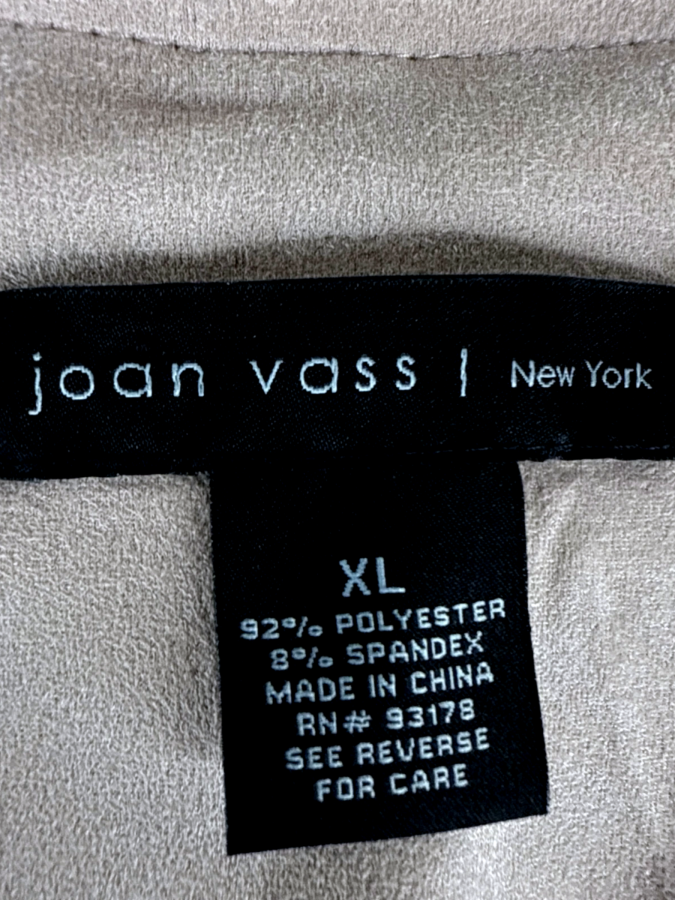 joan vass | New York
XL
92% POLYESTER
8% SPANDEX
MADE IN CHINA
RN# 93178
SEE REVERSE
FOR CARE